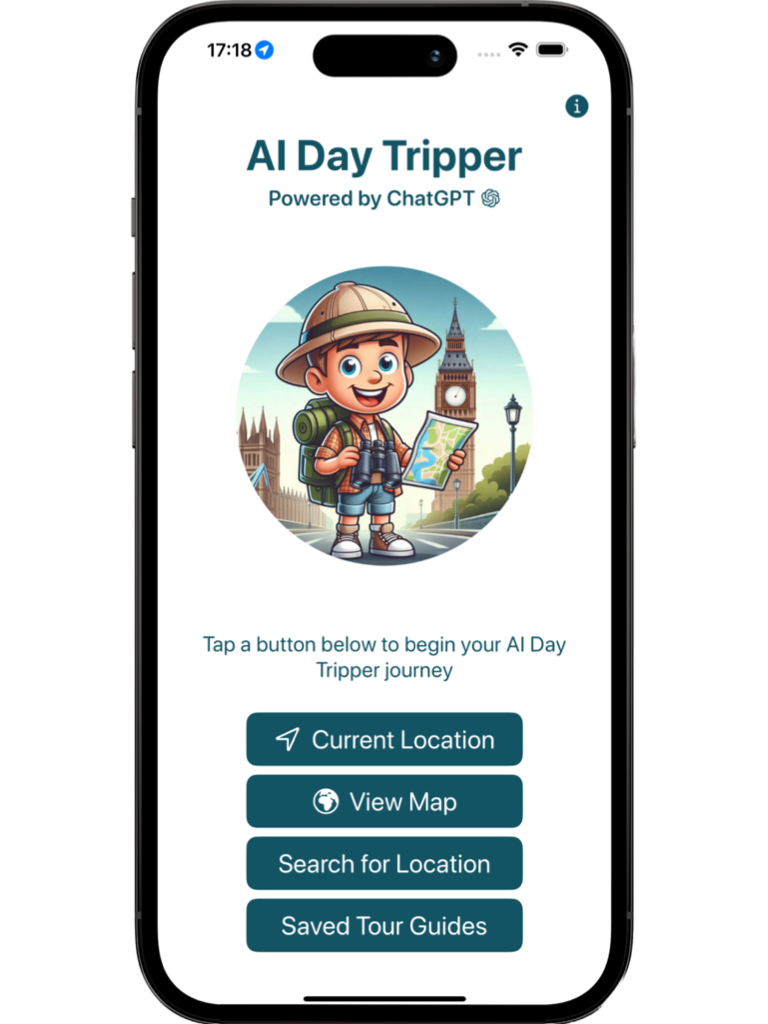 17:18
AI Day Tripper
Powered by ChatGPT
Tap a button below to begin your AI Day
Tripper journey
Current Location
View Map
Search for Location
Saved Tour Guides